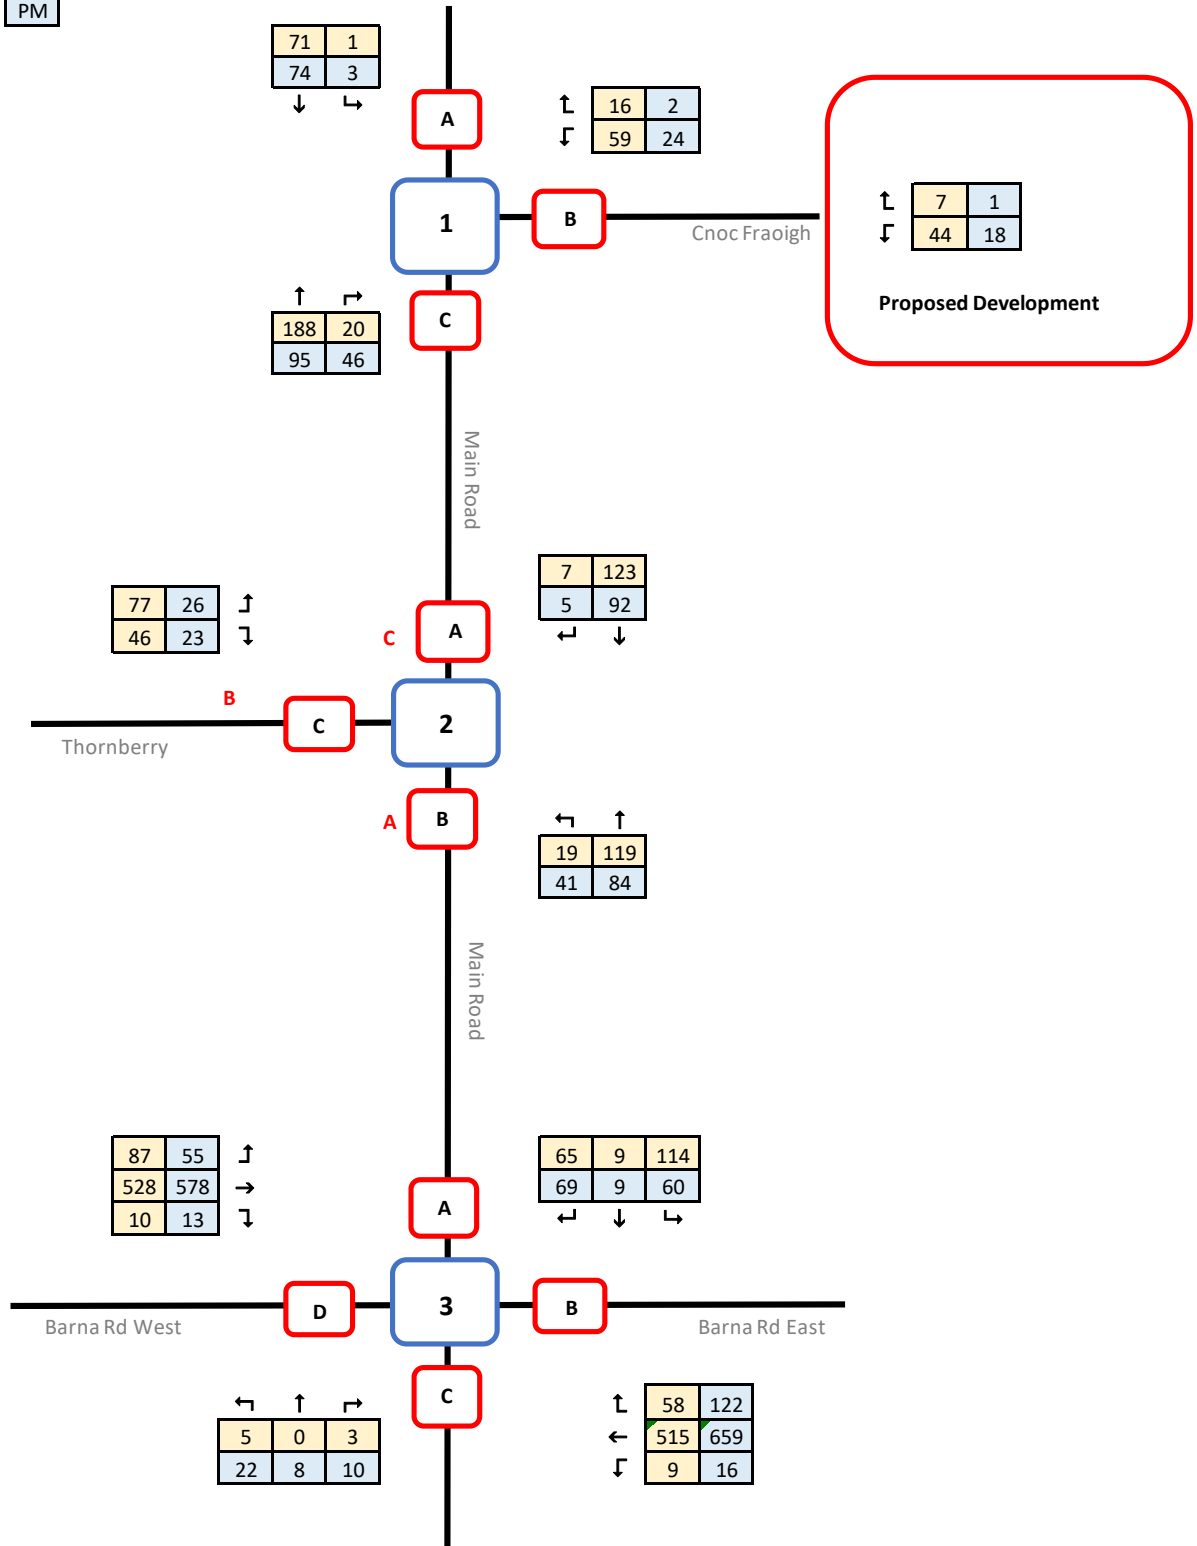 PM
71 1
74 3
↓ ↳
A
↰ 16 2
↓ 59 24
1
B
Cnoc Fraoigh
7 1
44 18
Proposed Development
↑ ↱
188 20
95 46
C
Main Road
7 123
5 92
↵ ↓
77 26
46 23
C A
B
C
2
Thornberry
A B
↰ ↑
19 119
41 84
Main Road
87 55
528 578 →
10 13
65 9 114
69 9 60
↵ ↓ ↳
A
D
3
B
Barna Rd West
Barna Rd East
C
↰ ↑ ↱
5 0 3
22 8 10
58 122
← 515 659
9 16